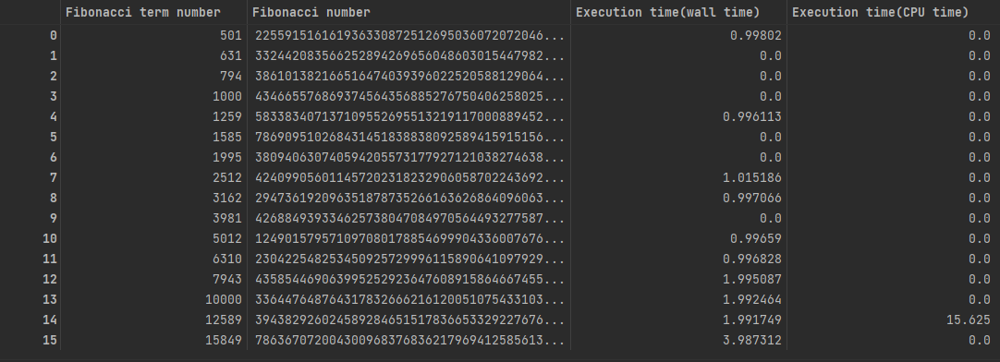 Fibonacci term number Fibonacci number Execution time(wall time) Execution time(CPU time)
0 501 225591516161936330872512695036072072046... 0.99802 0.0
1 631 332442083566252894269656048603015447982... 0.0 0.0
2 794 386101382166516474039396022520588129064... 0.0 0.0
3 1000 434665576869374564356885276750406258025... 0.0 0.0
4 1259 583383407137109552695513219117000889452... 0.996113 0.0
5 1585 786909510268431451838838092589415915156... 0.0 0.0
6 1995 380940630740594205573177927121038274638... 0.0 0.0
7 2512 424099056011457202318232906058702243692... 1.015186 0.0
8 3162 294736192096351878735266163626864096063... 0.997066 0.0
9 3981 426884939334625738047084970564493277587... 0.0 0.0
10 5012 124901579571097080178854699904336007676... 0.99659 0.0
11 6310 230422548253450925729996115890641097929... 0.996828 0.0
12 7943 435854469063995252923647608915864667455... 1.995087 0.0
13 10000 336447648764317832666216120051075433103... 1.992464 0.0
14 12589 394382926024589284651517836653329227676... 1.991749 15.625
15 15849 786367072004300968376836217969412585613... 3.987312 0.0